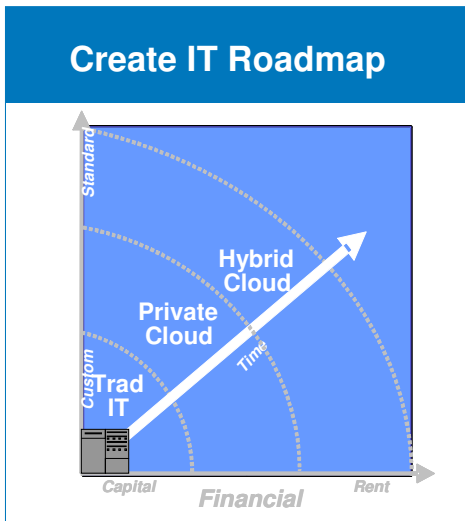 Create IT Roadmap
Standard
Hybrid
Cloud
Private
Cloud
Time
Custom
Trad
IT
Capital
Rent
Financial